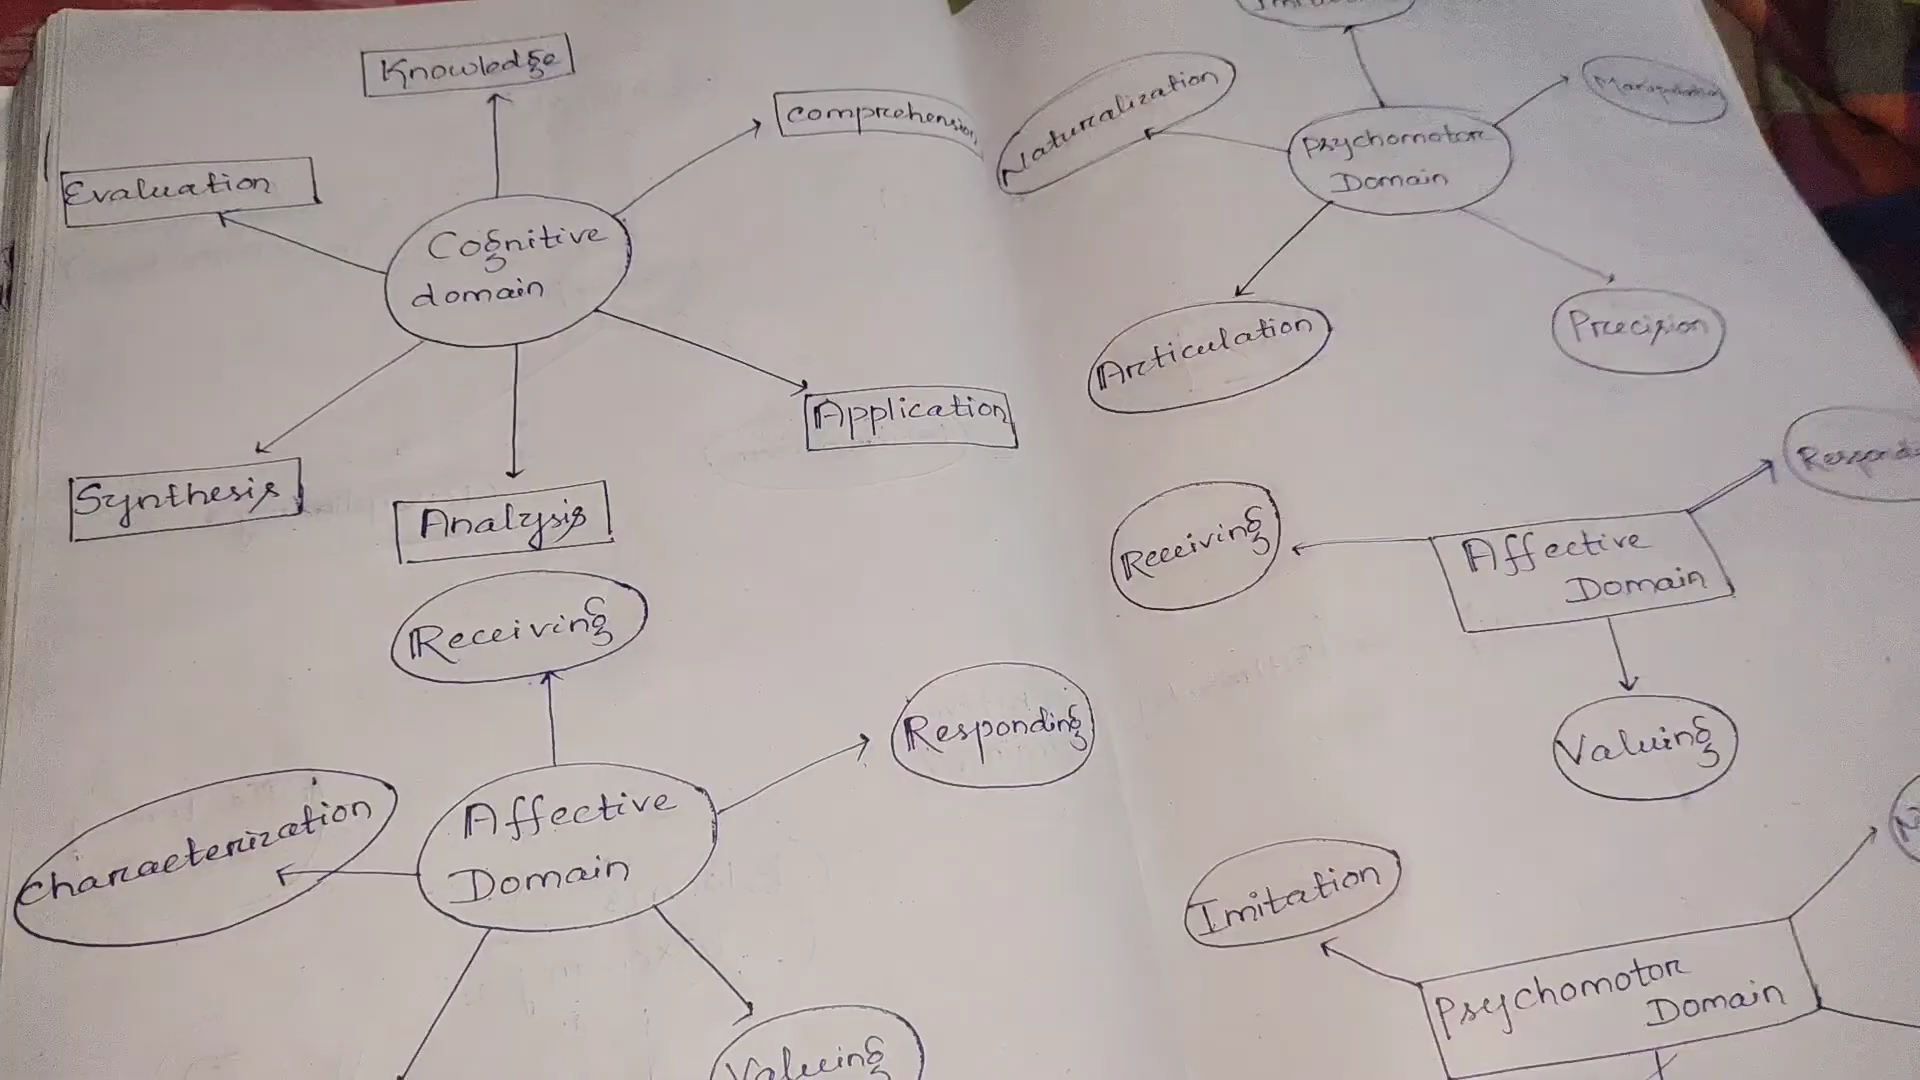 Knowledge
Comprehension
Evaluation
Cognitive
domain
Application
Synthesis
Analysis
Receiving
Responding
Characterization
Affective
Domain
Valuing
Naturalization
Psychomotor
Domain
Articulation
Precision
Receiving
Affective
Domain
Valuing
Imitation
Psychomotor
Domain